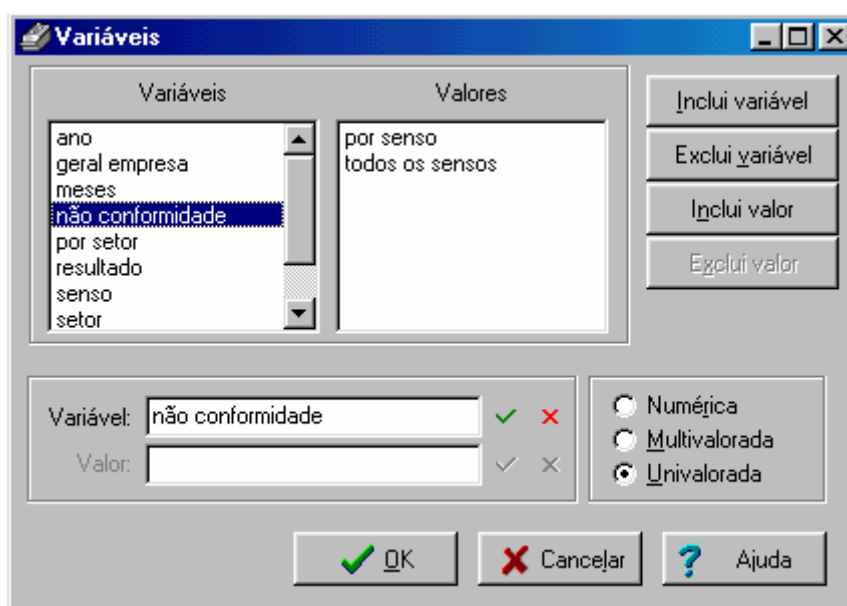 Variáveis
Variáveis
Valores
ano
geral empresa
meses
não conformidade
por setor
resultado
senso
setor
por senso
todos os sensos
Inclui variável
Exclui variável
Inclui valor
Exclui valor
Variável: não conformidade
Valor:
Numérica
Multivalorada
Univalorada
OK
Cancelar
Ajuda